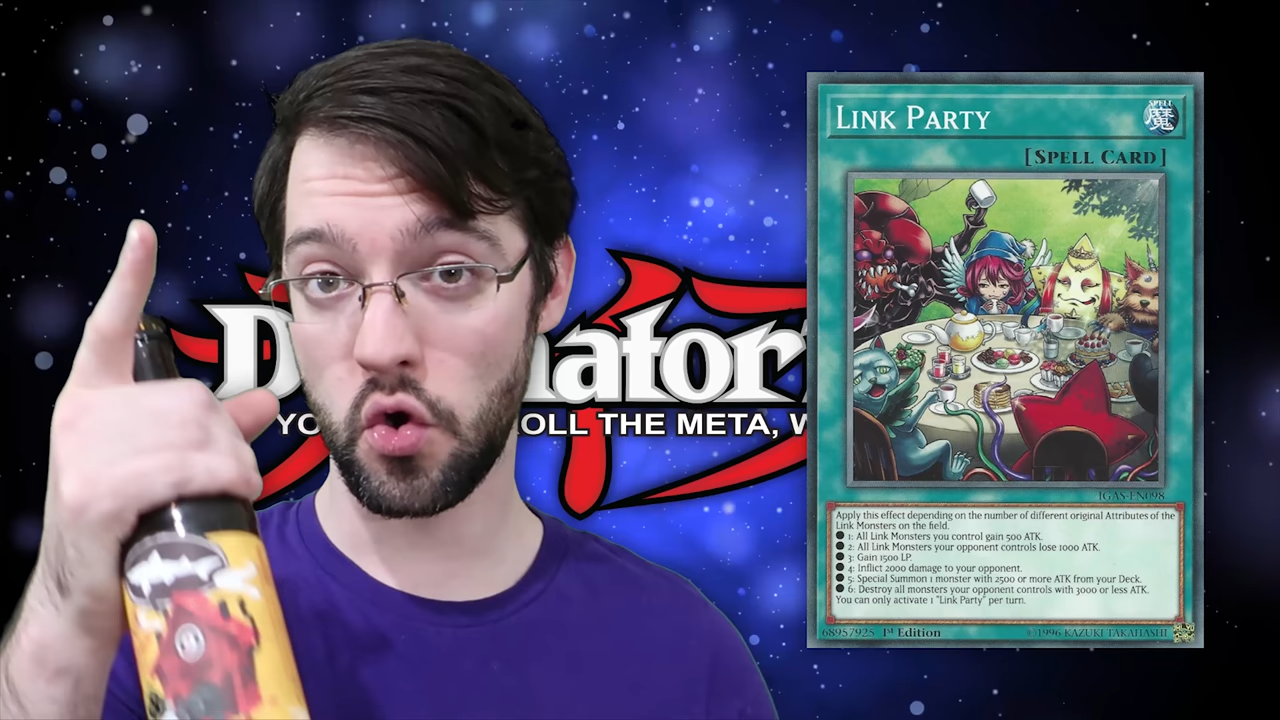 LINK PARTY
SPELL
魔
[SPELL CARD]
D nator
YO OLL THE META, W
IGAS-EN098
Apply this effect depending on the number of different original Attributes of the
Link Monsters on the field.
● 1: All Link Monsters you control gain 500 ATK.
● 2: All Link Monsters your opponent controls lose 1000 ATK.
● 3: Gain 1500 LP.
● 4: Inflict 2000 damage to your opponent.
● 5: Special Summon 1 monster with 2500 or more ATK from your Deck.
● 6: Destroy all monsters your opponent controls with 3000 or less ATK.
You can only activate 1 "Link Party" per turn.
68957925 1st Edition ©1996 KAZUKI TAKAHASHI